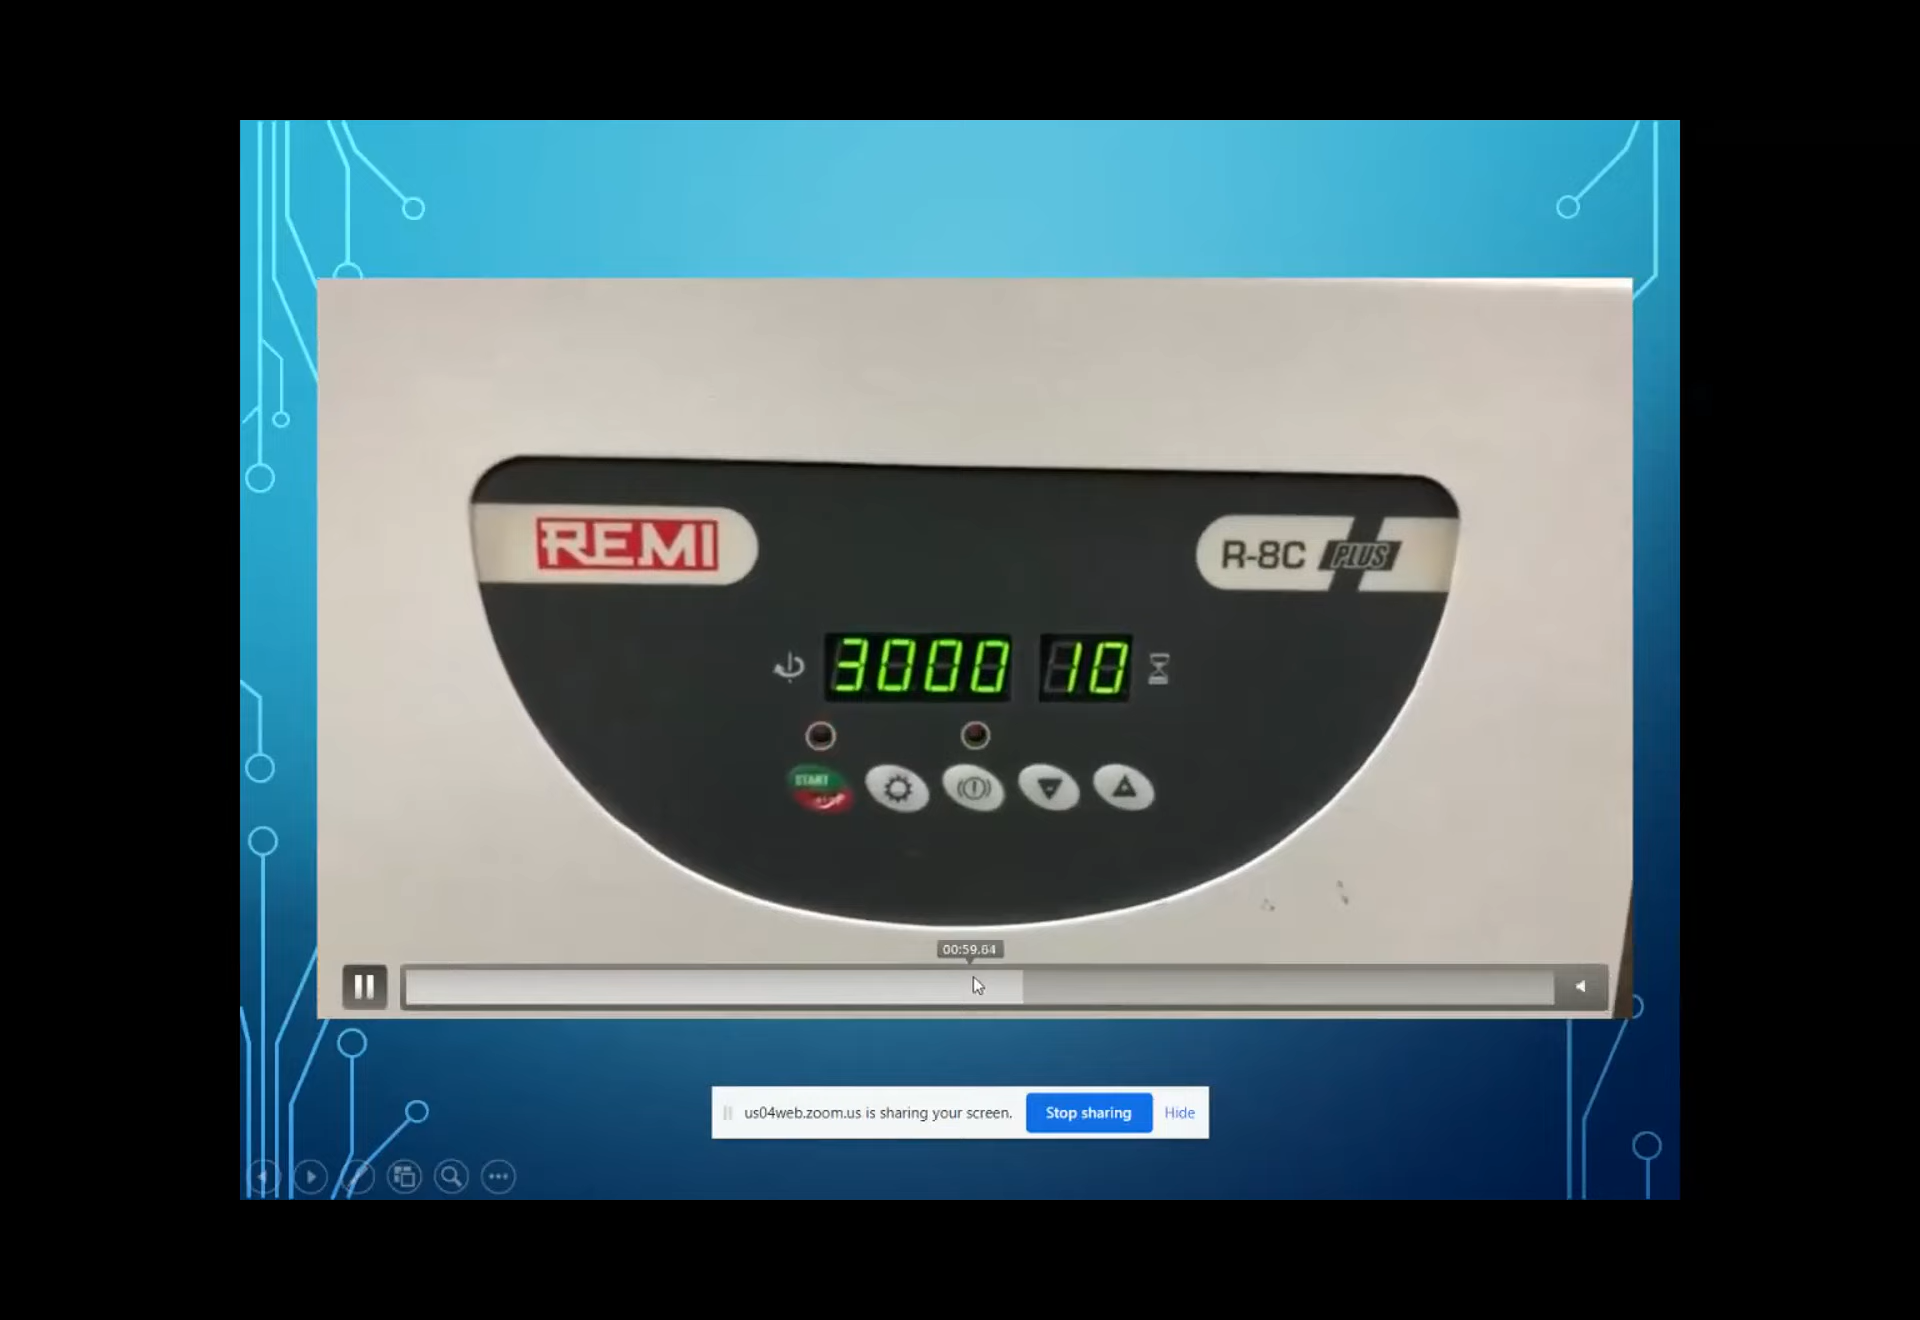 REMI
R-8C PLUS
3000 10
START
STOP
00:59.64
us04web.zoom.us is sharing your screen. Stop sharing Hide